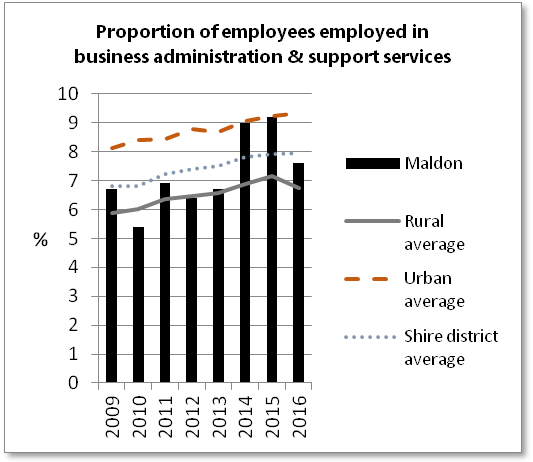 Proportion of employees employed in
business administration & support services
10
9
8
7
6
5
4
3
2
1
0
%
2009
2010
2011
2012
2013
2014
2015
2016
Maldon
Rural
average
Urban
average
Shire district
average